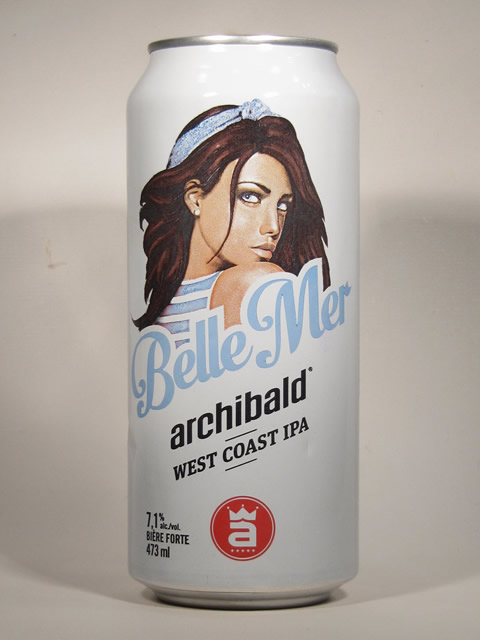 Belle Mer
archibald
WEST COAST IPA
7,1% alc./vol.
BIÈRE FORTE
473 ml
a